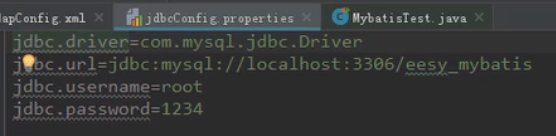 lapConfig.xml jdbcConfig.properties MybatisTest.java
jdbc.driver=com.mysql.jdbc.Driver
jdbc.url=jdbc:mysql://localhost:3306/eesy_mybatis
jdbc.username=root
jdbc.password=1234